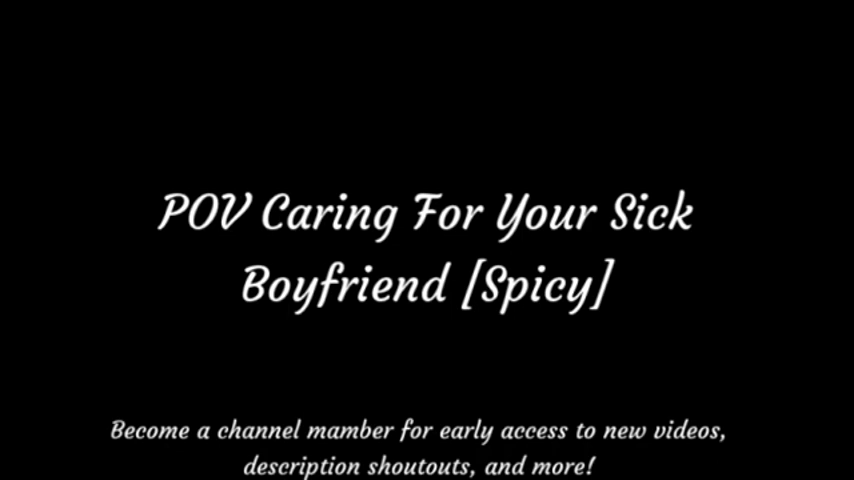 POV Caring For Your Sick
Boyfriend [Spicy]
Become a channel mamber for early access to new videos,
description shoutouts, and more!